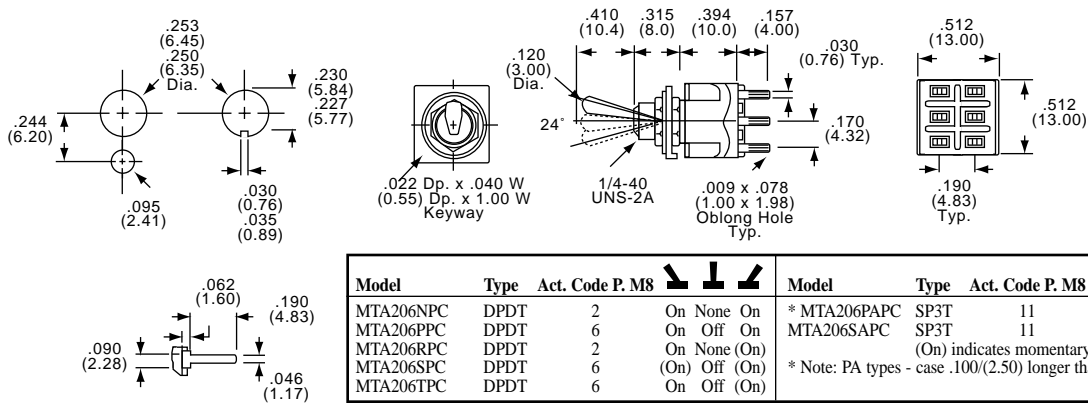 .253
(6.45)
.250
(6.35)
Dia.
.230
(5.84)
.227
(5.77)
.244
(6.20)
.095
(2.41)
.030
(0.76)
.035
(0.89)
.022 Dp. x .040 W
(0.55) Dp. x 1.00 W
Keyway
.410
(10.4)
.315
(8.0)
.394
(10.0)
.157
(4.00)
.120
(3.00)
Dia.
24°
.030
(0.76) Typ.
.170
(4.32)
1/4-40
UNS-2A
.009 x .078
(1.00 x 1.98)
Oblong Hole
Typ.
.512
(13.00)
.512
(13.00)
.190
(4.83)
Typ.
.062
(1.60)
.190
(4.83)
.090
(2.28)
.046
(1.17)
Model Type Act. Code P. M8
MTA206NPC DPDT 2 On None On
MTA206PPC DPDT 6 On Off On
MTA206RPC DPDT 2 On None (On)
MTA206SPC DPDT 6 (On) Off (On)
MTA206TPC DPDT 6 On Off (On)
Model Type Act. Code P. M8
* MTA206PAPC SP3T 11
MTA206SAPC SP3T 11
(On) indicates momentary
* Note: PA types - case .100/(2.50) longer th